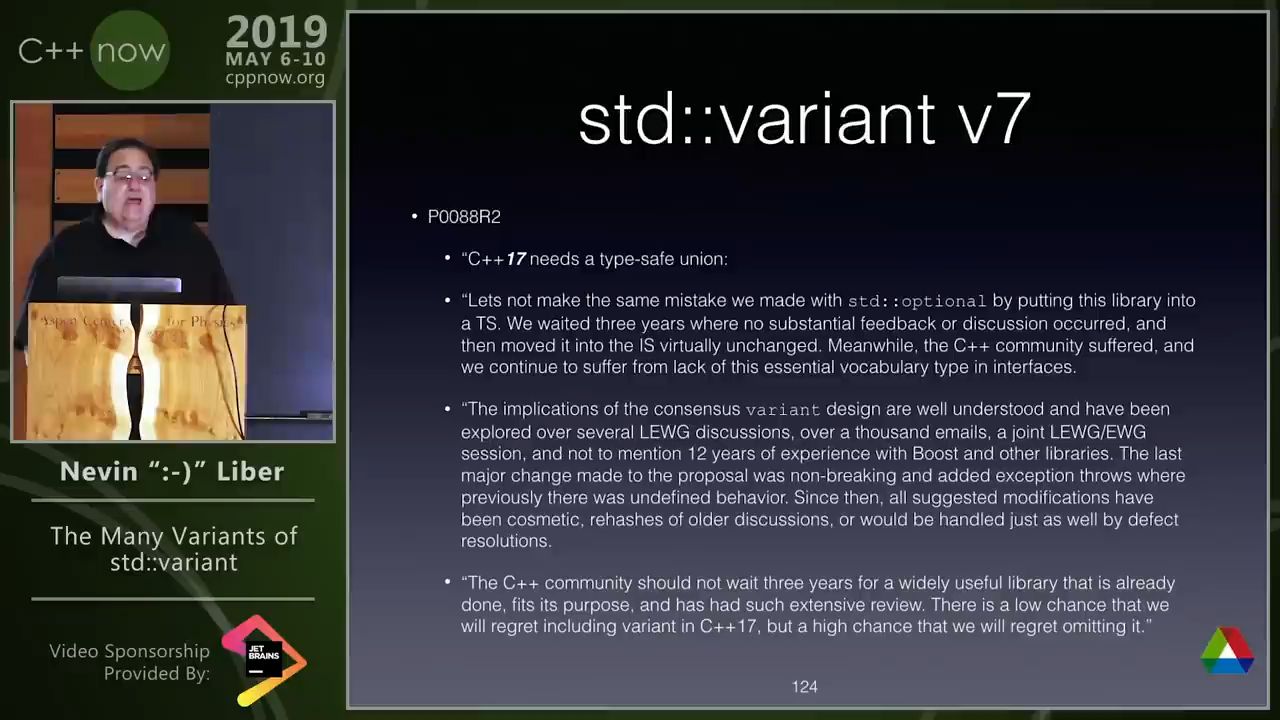 C++ now
2019
MAY 6-10
cppnow.org
Aspen Center for Physics
Nevin “:-)” Liber
The Many Variants of
std::variant
Video Sponsorship
Provided By:
JET
BRAINS
std::variant v7
• P0088R2
• “C++17 needs a type-safe union:
• “Lets not make the same mistake we made with std::optional by putting this library into
a TS. We waited three years where no substantial feedback or discussion occurred, and
then moved it into the IS virtually unchanged. Meanwhile, the C++ community suffered, and
we continue to suffer from lack of this essential vocabulary type in interfaces.
• “The implications of the consensus variant design are well understood and have been
explored over several LEWG discussions, over a thousand emails, a joint LEWG/EWG
session, and not to mention 12 years of experience with Boost and other libraries. The last
major change made to the proposal was non-breaking and added exception throws where
previously there was undefined behavior. Since then, all suggested modifications have
been cosmetic, rehashes of older discussions, or would be handled just as well by defect
resolutions.
• “The C++ community should not wait three years for a widely useful library that is already
done, fits its purpose, and has had such extensive review. There is a low chance that we
will regret including variant in C++17, but a high chance that we will regret omitting it.”
124